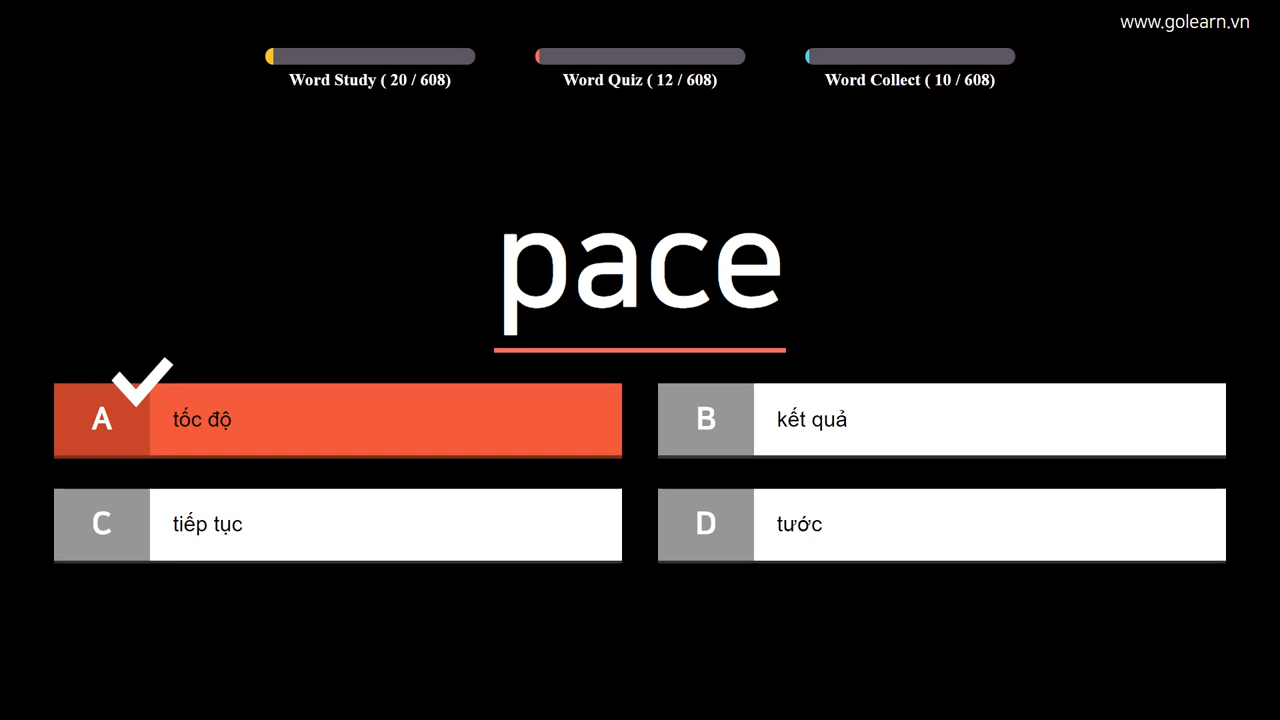 www.golearn.vn
Word Study ( 20 / 608)
Word Quiz ( 12 / 608)
Word Collect ( 10 / 608)
pace
A tốc độ
B kết quả
C tiếp tục
D tước